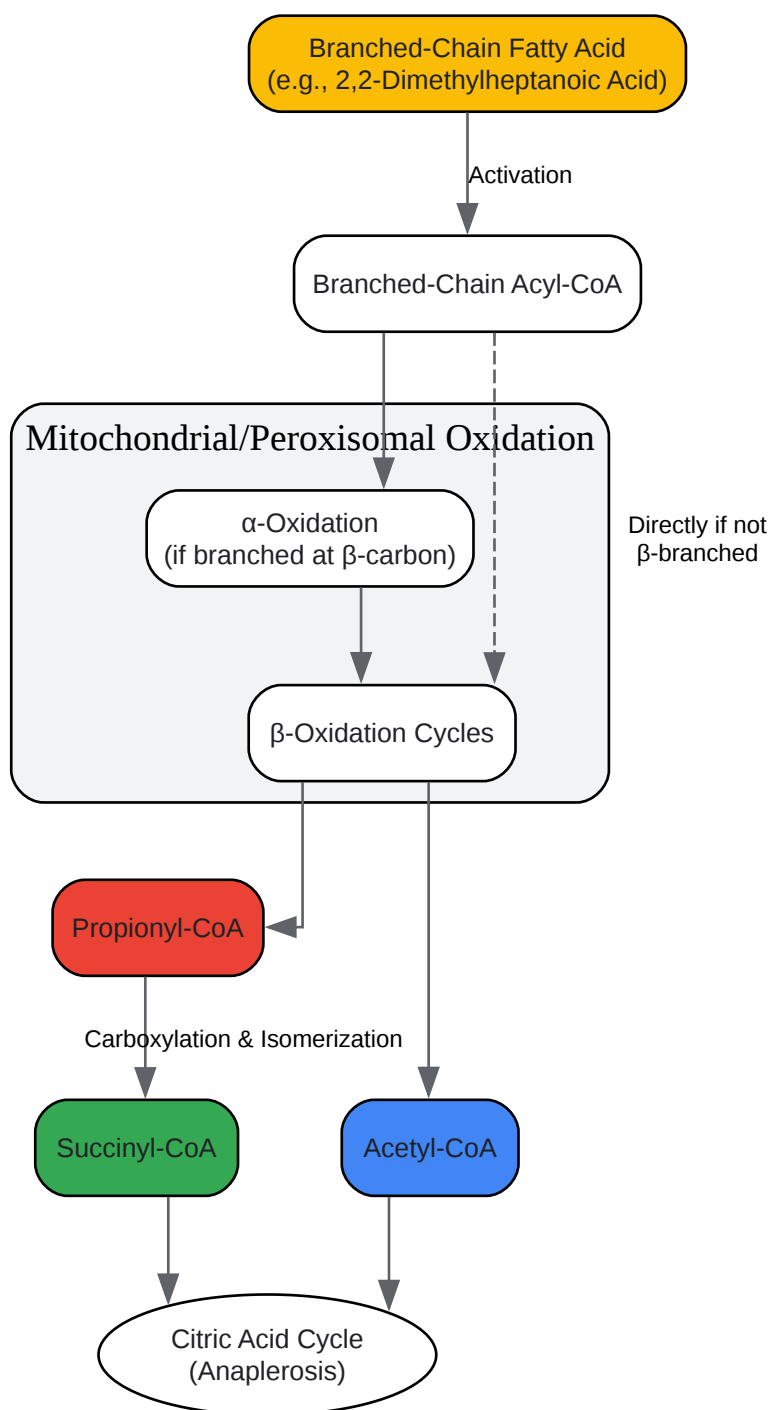 Branched-Chain Fatty Acid
(e.g., 2,2-Dimethylheptanoic Acid)
Activation
Branched-Chain Acyl-CoA
Mitochondrial/Peroxisomal Oxidation
α-Oxidation
(if branched at β-carbon)
Directly if not
β-branched
β-Oxidation Cycles
Propionyl-CoA
Carboxylation & Isomerization
Succinyl-CoA
Acetyl-CoA
Citric Acid Cycle
(Anaplerosis)